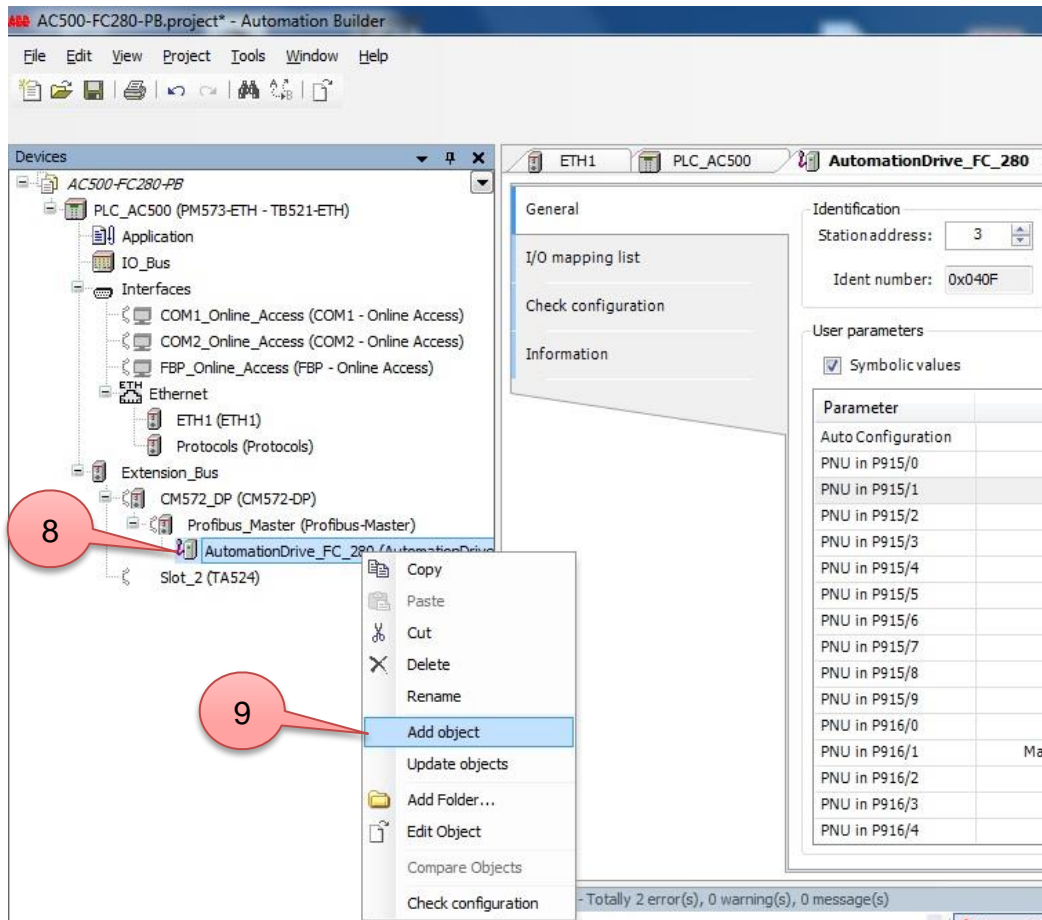 ABB AC500-FC280-PB.project* - Automation Builder
File Edit View Project Tools Window Help
Devices
AC500-FC280-PB
PLC_AC500 (PM573-ETH - TB521-ETH)
Application
IO_Bus
Interfaces
COM1_Online_Access (COM1 - Online Access)
COM2_Online_Access (COM2 - Online Access)
FBP_Online_Access (FBP - Online Access)
ETH
Ethernet
ETH1 (ETH1)
Protocols (Protocols)
Extension_Bus
CM572_DP (CM572-DP)
Profibus_Master (Profibus-Master)
8
AutomationDrive_FC_280 (AutomationDrive
Slot_2 (TA524)
Copy
Paste
Cut
Delete
Rename
9
Add object
Update objects
Add Folder...
Edit Object
Compare Objects
Check configuration
ETH1 PLC_AC500 AutomationDrive_FC_280
General
I/O mapping list
Check configuration
Information
Identification
Station address: 3
Ident number: 0x040F
User parameters
Symbolic values
Parameter
Auto Configuration
PNU in P915/0
PNU in P915/1
PNU in P915/2
PNU in P915/3
PNU in P915/4
PNU in P915/5
PNU in P915/6
PNU in P915/7
PNU in P915/8
PNU in P915/9
PNU in P916/0
PNU in P916/1 Ma
PNU in P916/2
PNU in P916/3
PNU in P916/4
- Totally 2 error(s), 0 warning(s), 0 message(s)